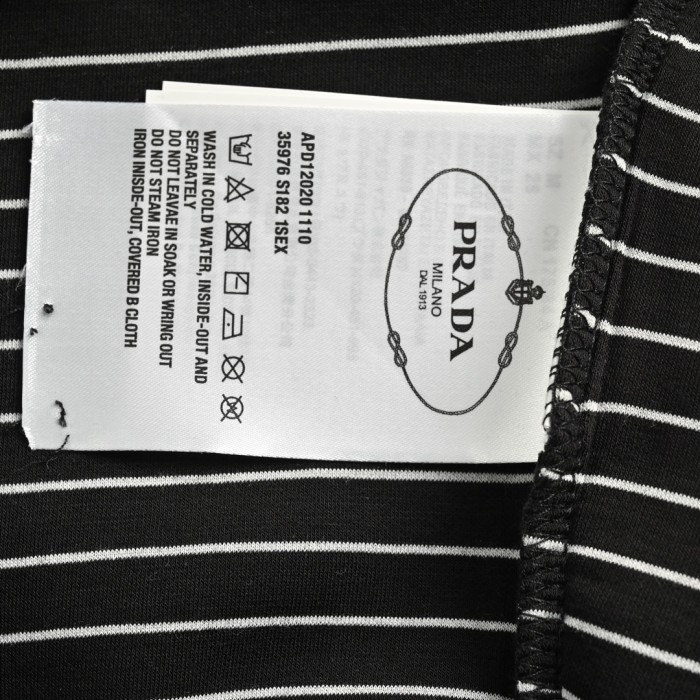 PRADA
MILANO
DAL 1913
APD12020 1110
35976 S182 1SEX
WASH IN COLD WATER, INSIDE-OUT AND
SEPARATELY
DO NOT LEAVAE IN SOAK OR WRING OUT
DO NOT STEAM IRON
IRON INISDE-OUT, COVERED B CLOTH